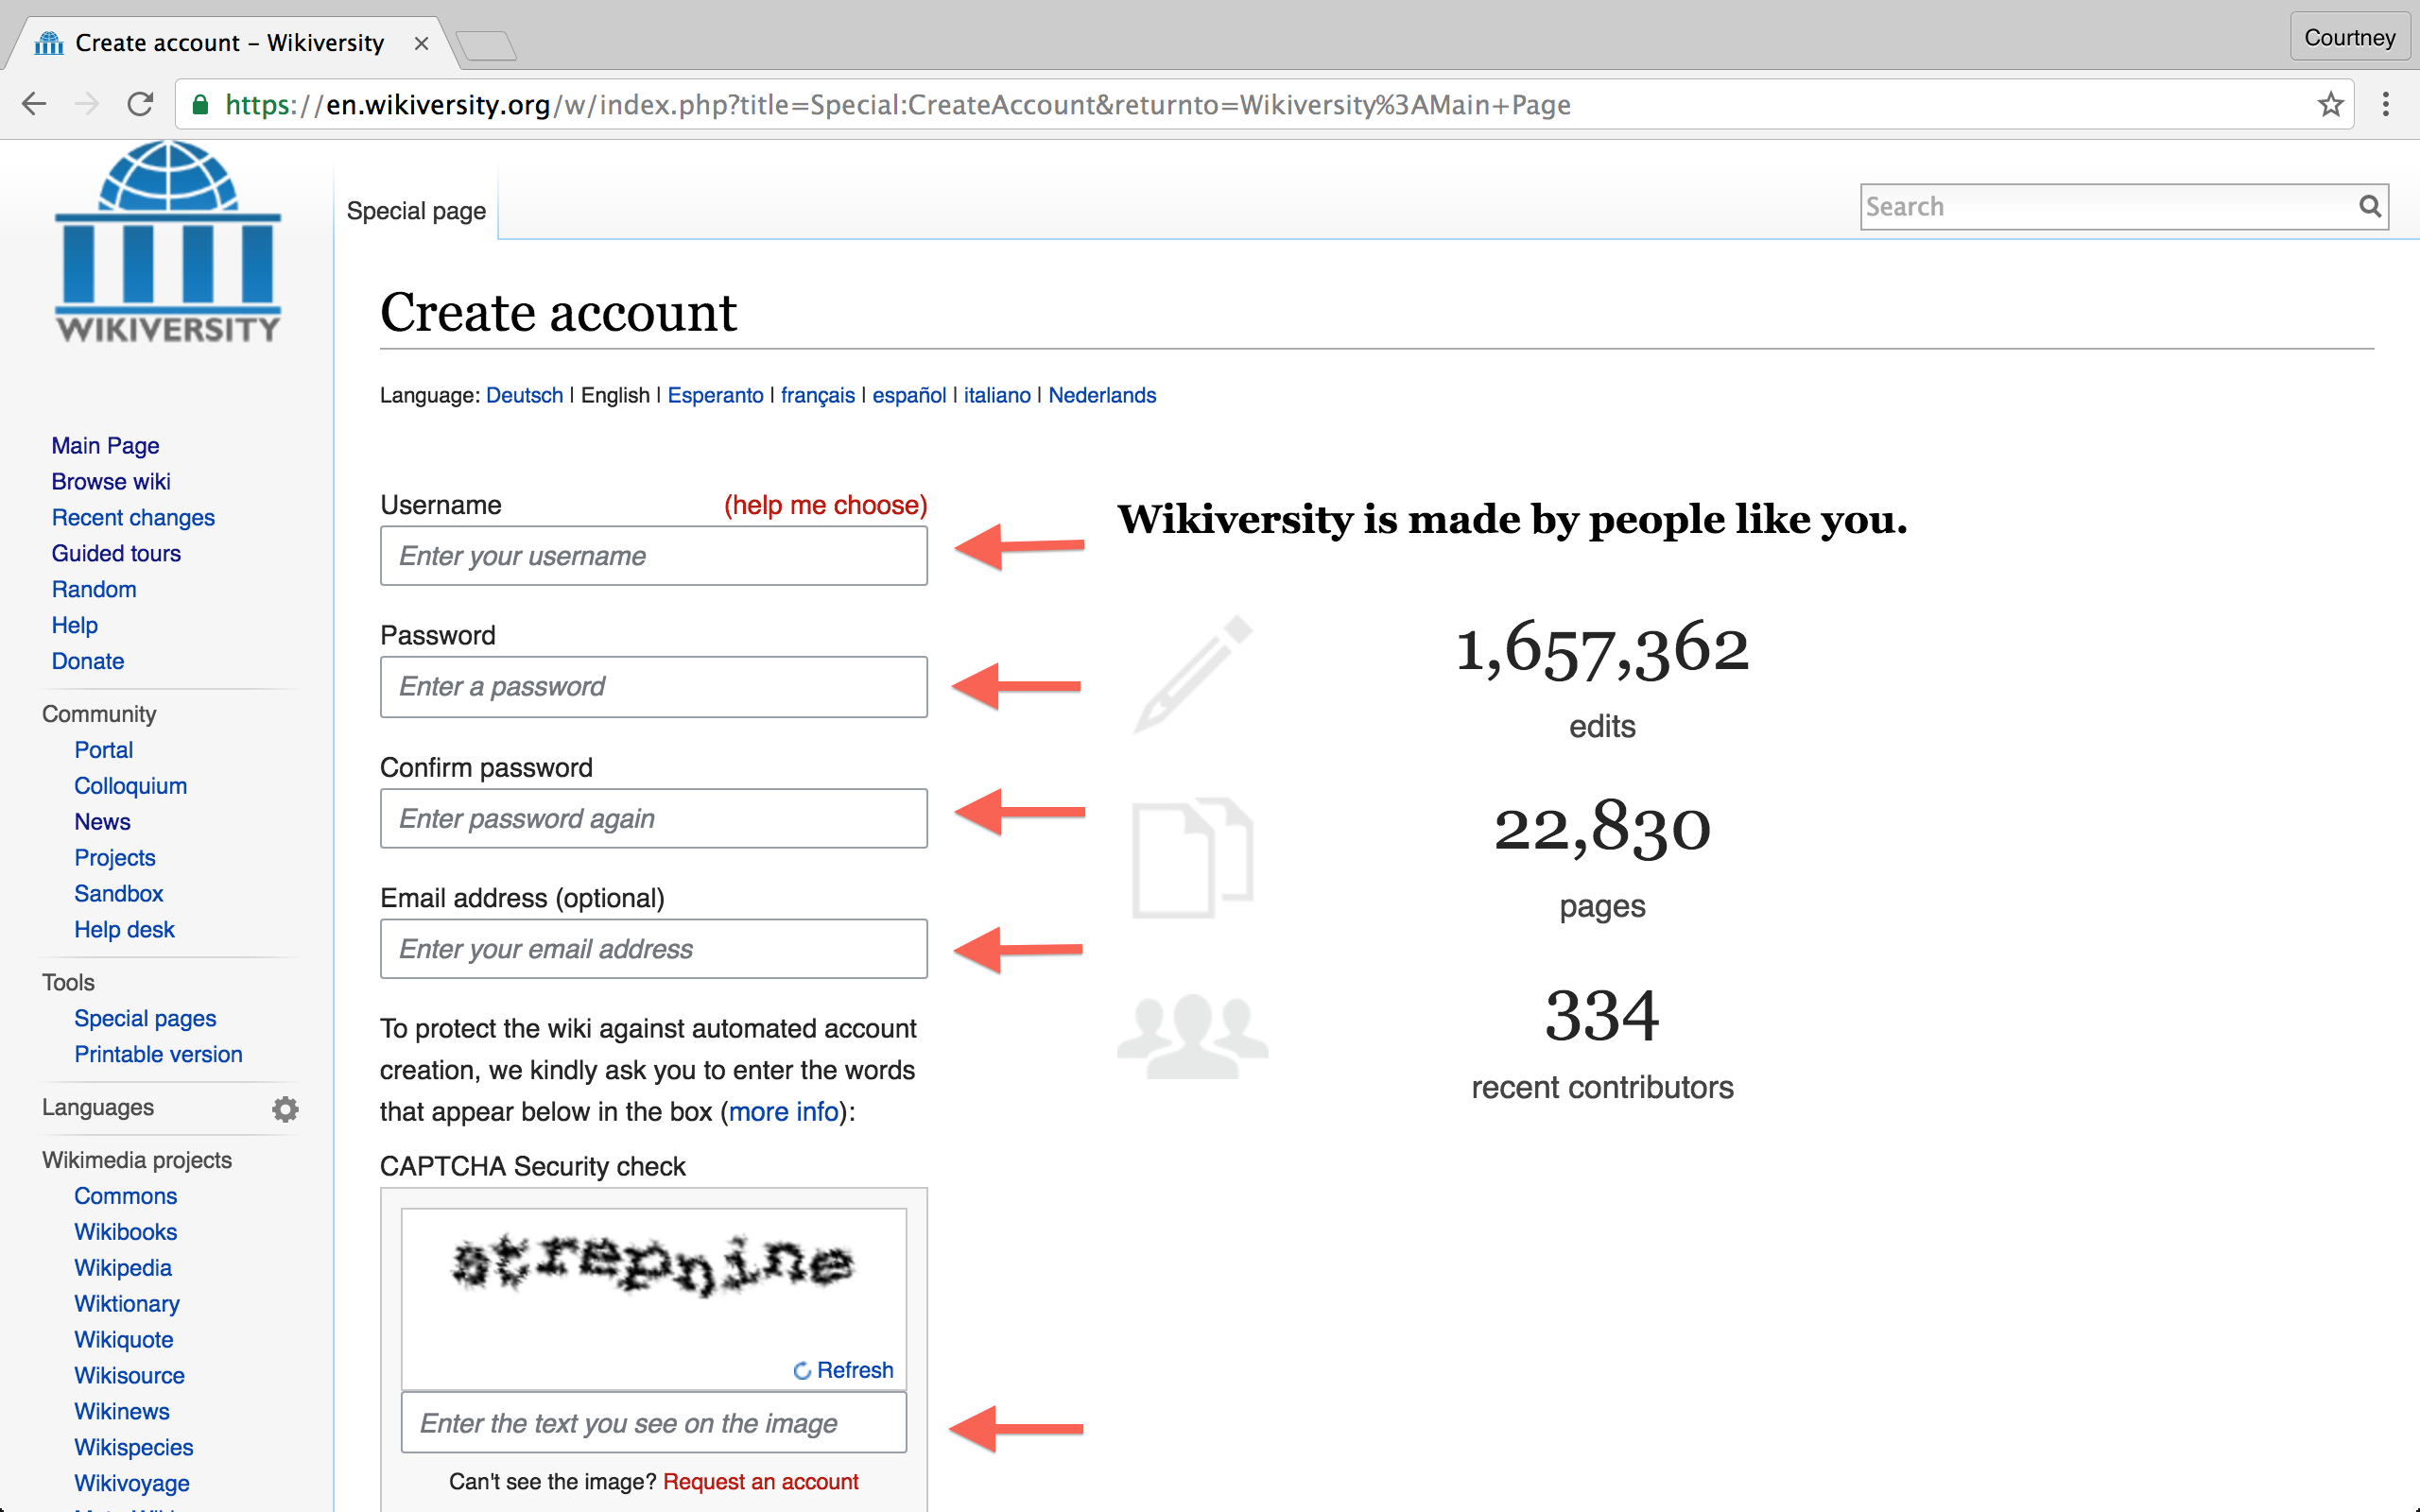 Create account – Wikiversity
Courtney
https://en.wikiversity.org/w/index.php?title=Special:CreateAccount&returnto=Wikiversity%3AMain+Page
WIKIVERSITY
Special page
Search
Create account
Language: Deutsch | English | Esperanto | français | español | italiano | Nederlands
Main Page
Browse wiki
Recent changes
Guided tours
Random
Help
Donate
Community
Portal
Colloquium
News
Projects
Sandbox
Help desk
Tools
Special pages
Printable version
Languages
Wikimedia projects
Commons
Wikibooks
Wikipedia
Wiktionary
Wikiquote
Wikisource
Wikinews
Wikispecies
Wikivoyage
Username (help me choose)
Enter your username
Password
Enter a password
Confirm password
Enter password again
Email address (optional)
Enter your email address
To protect the wiki against automated account
creation, we kindly ask you to enter the words
that appear below in the box (more info):
CAPTCHA Security check
strepnine
Refresh
Enter the text you see on the image
Can't see the image? Request an account
Wikiversity is made by people like you.
1,657,362
edits
22,830
pages
334
recent contributors